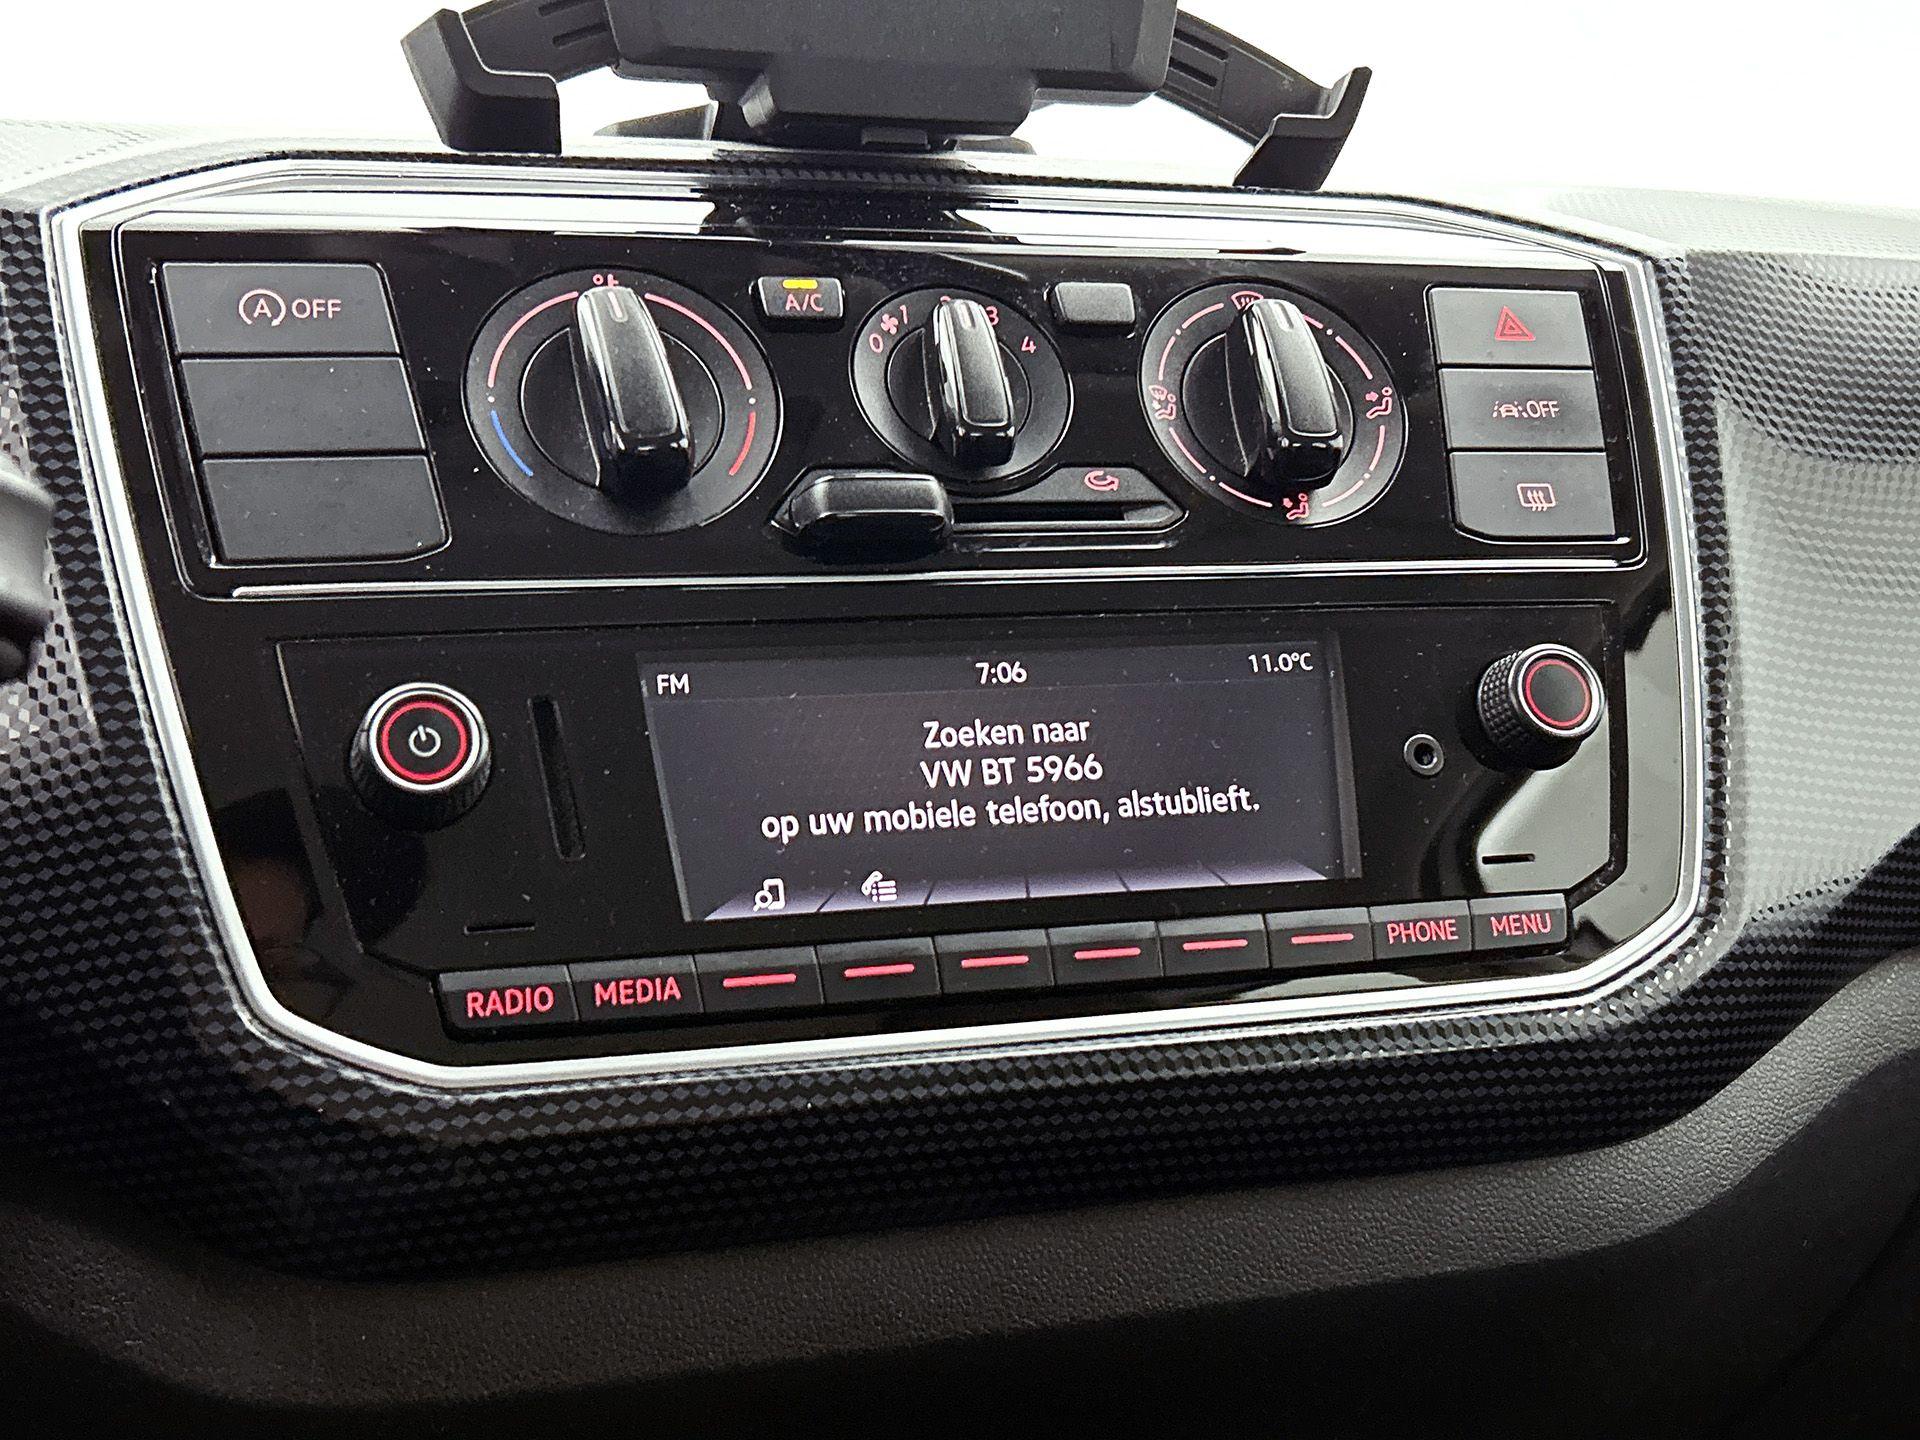 A OFF
A/C
0 1 2 3 4
OFF
FM 7:06 11.0°C
Zoeken naar
VW BT 5966
op uw mobiele telefoon, alstublieft.
RADIO MEDIA PHONE MENU